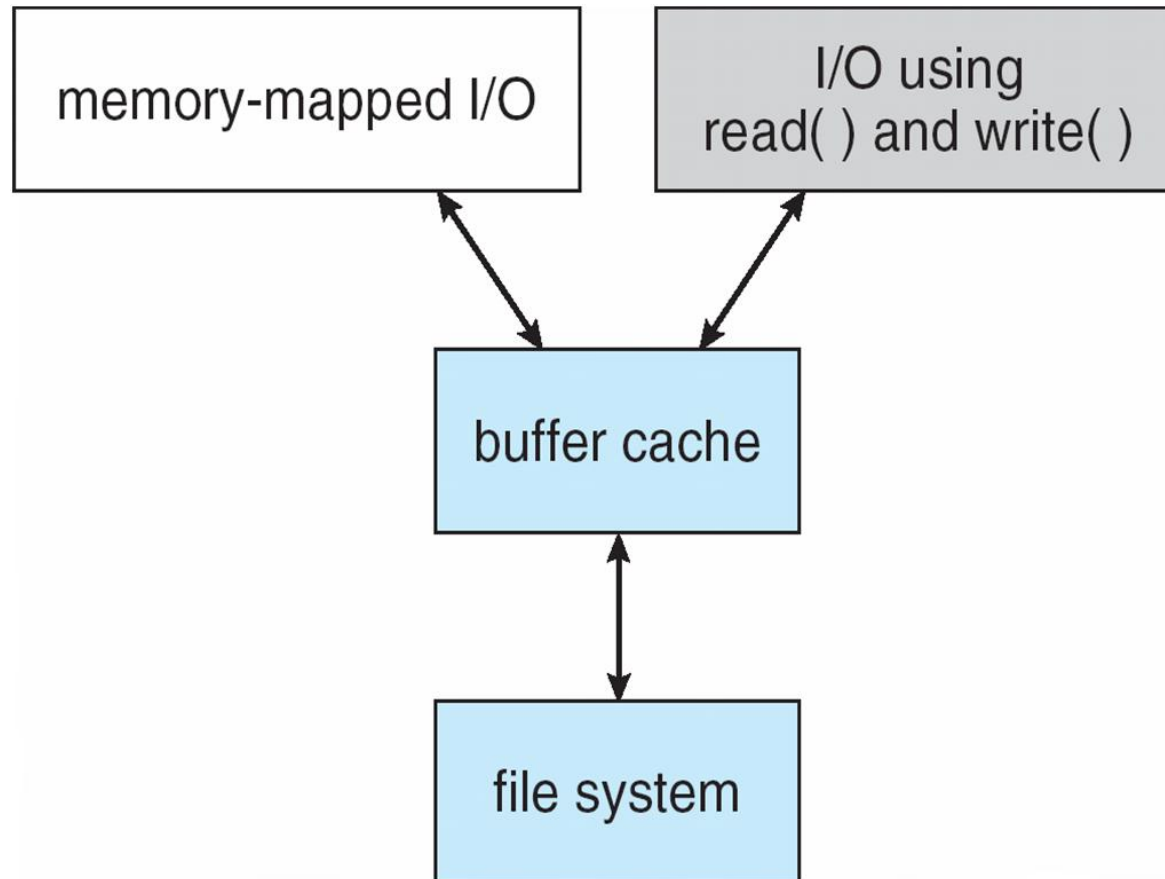 memory-mapped I/O
I/O using
read( ) and write( )
buffer cache
file system